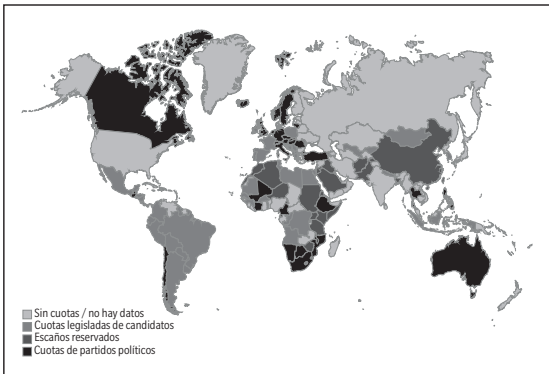 Sin cuotas / no hay datos
Cuotas legisladas de candidatos
Escaños reservados
Cuotas de partidos políticos